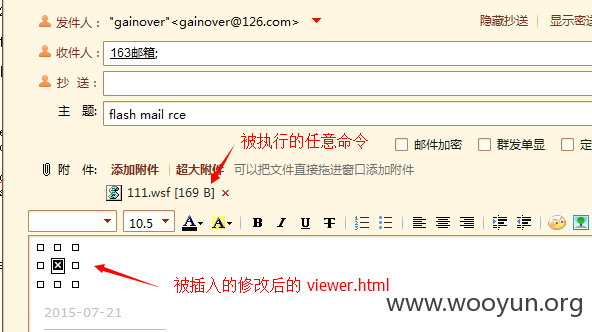 发件人： "gainover"<gainover@126.com> 隐藏抄送 显示密送
收件人： 163邮箱;
抄 送：
主 题: flash mail rce
被执行的任意命令
邮件加密 群发单显 定
附 件: 添加附件 超大附件 可以把文件直接拖进窗口添加附件
111.wsf [169 B] ×
10.5 A A B I U T
被插入的修改后的 viewer.html
2015-07-21
www.wooyun.org